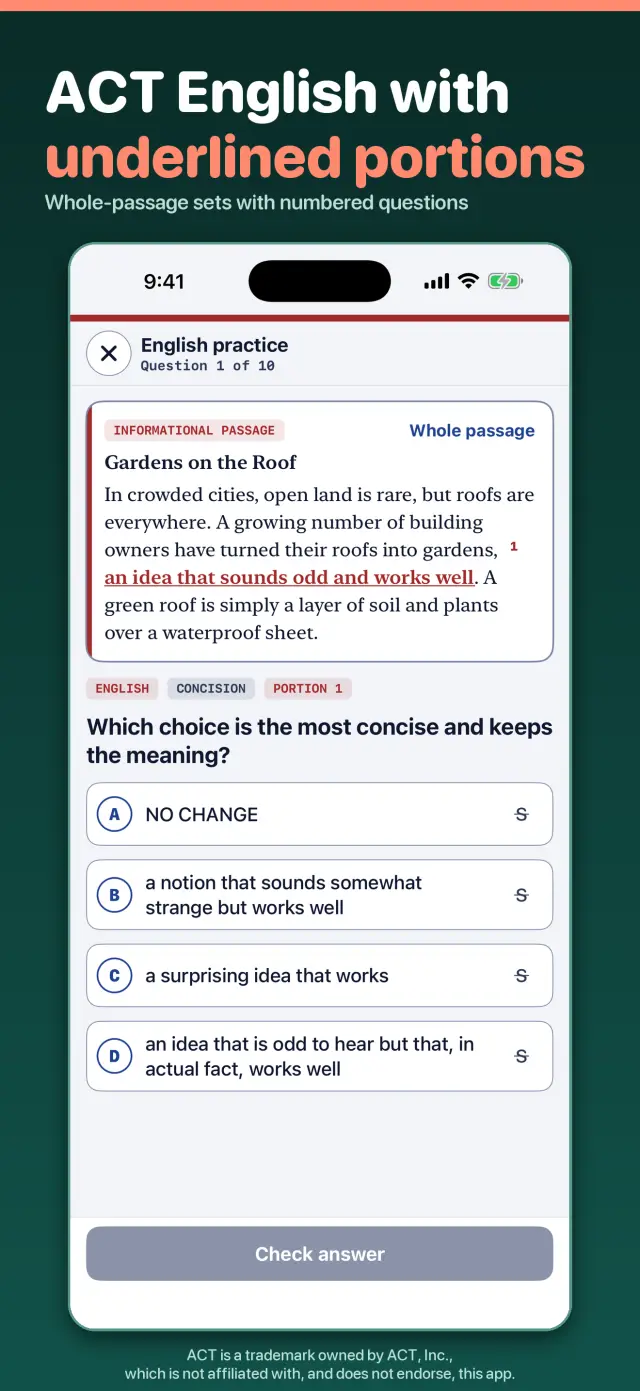 ACT English with
underlined portions
Whole-passage sets with numbered questions
9:41
English practice
Question 1 of 10
INFORMATIONAL PASSAGE
Whole passage
Gardens on the Roof
In crowded cities, open land is rare, but roofs are
everywhere. A growing number of building
owners have turned their roofs into gardens, 1
an idea that sounds odd and works well. A
green roof is simply a layer of soil and plants
over a waterproof sheet.
ENGLISH CONCISION PORTION 1
Which choice is the most concise and keeps
the meaning?
A NO CHANGE S
B a notion that sounds somewhat
strange but works well S
C a surprising idea that works S
D an idea that is odd to hear but that, in
actual fact, works well S
Check answer
ACT is a trademark owned by ACT, Inc.,
which is not affiliated with, and does not endorse, this app.